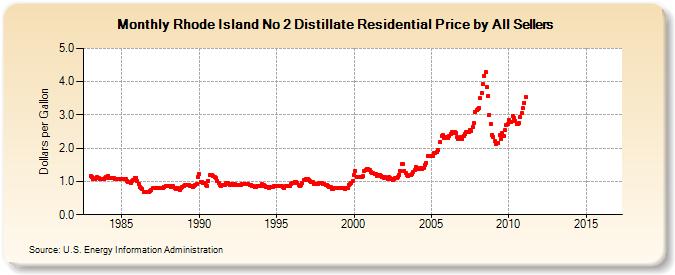 Monthly Rhode Island No 2 Distillate Residential Price by All Sellers
Dollars per Gallon
5.0
4.0
3.0
2.0
1.0
0.0
1985 1990 1995 2000 2005 2010 2015
Source: U.S. Energy Information Administration